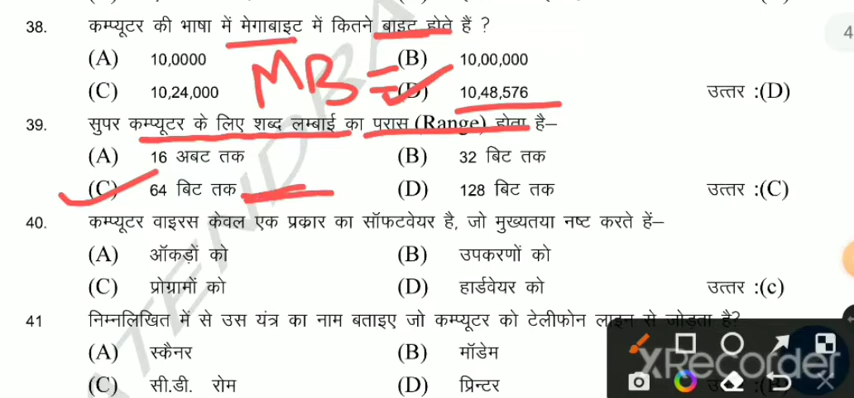 38. कम्प्यूटर की भाषा में मेगाबाइट में कितने बाइट होते हैं ?
(A) 10,0000 (B) 10,00,000
(C) 10,24,000 (D) 10,48,576 उत्तर :(D)
MB =
39. सुपर कम्प्यूटर के लिए शब्द लम्बाई का परास (Range) होता है–
(A) 16 अबट तक (B) 32 बिट तक
(C) 64 बिट तक (D) 128 बिट तक उत्तर :(C)
40. कम्प्यूटर वाइरस केवल एक प्रकार का सॉफटवेयर है, जो मुख्यतया नष्ट करते हें–
(A) ऑकड़ों को (B) उपकरणों को
(C) प्रोग्रामों को (D) हार्डवेयर को उत्तर :(c)
41 निम्नलिखित में से उस यंत्र का नाम बताइए जो कम्प्यूटर को टेलीफोन लाइन से जोड़ता है?
(A) स्कैनर (B) मॉडेम
(C) सी.डी. रोम (D) प्रिन्टर
XRecorder
4